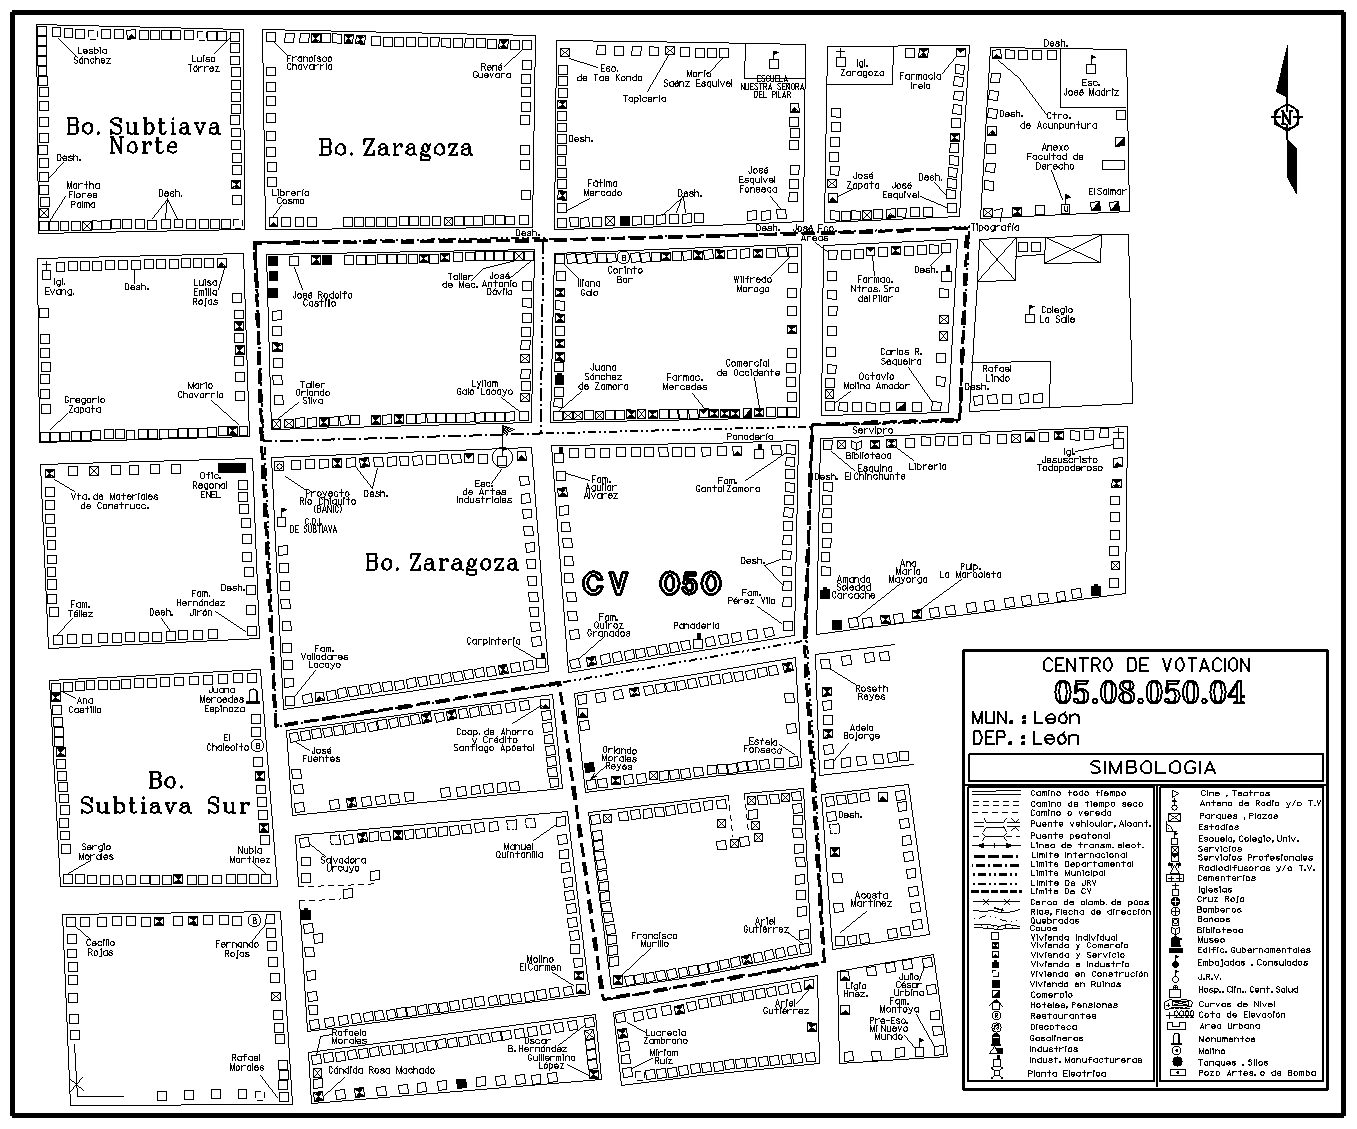 Lesbia
Sánchez
Luisa
Tórrez
Bo. Subtiava
Norte
Desh.
Martha
Flores
Palma
Desh.
Francisco
Chavarría
René
Guevara
Bo. Zaragoza
Librería
Cosmo
Desh.
Esc.
de Tae Kondo
Tapicería
María
Saénz Esquivel
ESCUELA
NUESTRA SEÑORA
DEL PILAR
Desh.
Fátima
Mercado
Desh.
José
Esquivel
Fonseca
Desh.
Igl.
Zaragoza
Farmacia
Irela
José
Zapata
José
Esquivel
Desh.
José Fco.
Areas
Desh.
Esc.
José Madriz
Desh.
Ctro.
de Acunpuntura
Anexo
Facultad de
Derecho
El Salmar
Tipografía
N
Igl.
Evang.
Desh.
Luisa
Emilia
Rojas
Gregorio
Zapata
Mario
Chavarría
José Rodolfo
Castillo
Taller
de Mec.
José
Antonio
Dávila
Taller
Orlando
Silva
Lyllam
Galo Lacayo
Iliana
Galo
Corinto
Bar
Wilfredo
Moraga
Juana
Sánchez
de Zamora
Farmac.
Mercedes
Comercial
de Occidente
Farmac.
Ntras. Sra
del Pilar
Desh.
Carlos R.
Sequeira
Octavio
Molina Amador
Colegio
La Salle
Rafael
Lindo
Desh.
Vta. de Materiales
de Construcc.
Ofic.
Regional
ENEL
Fam.
Téllez
Desh.
Fam.
Hernández
Jirón
Desh.
Proyecto
Río Chiquito
(BANIC)
Desh.
C.D.I.
DE SUBTIAVA
Esc.
de Artes
Industriales
Bo. Zaragoza
Fam.
Valladares
Lacayo
Carpintería
Panadería
Fam.
Aguilar
Alvarez
Fam.
Gantal Zamora
CV 050
Desh.
Fam.
Pérez Vila
Fam.
Quiroz
Granados
Panadería
Servipro
Biblioteca
Esquina
El Chinchunte
Desh.
Librería
Igl.
Jesuscristo
Todopoderoso
Amanda
Soledad
Carcache
Ana
María
Mayorga
Pulp.
La Marcoleta
Ana
Castilla
Juana
Mercedes
Espinoza
El
Chalecito
Bo.
Subtiava Sur
Sergio
Morales
Nubla
Martínez
José
Fuentes
Coop. de Ahorro
y Crédito
Santiago Apóstol
Orlando
Morales
Reyes
Estela
Fonseca
Roseth
Reyes
Adela
Bojorge
Salvadora
Orcuyo
Manuel
Quintanilla
Molino
El Carmen
Francisca
Murillo
Ariel
Gutiérrez
Desh.
Acosta
Martínez
Cecilio
Rojas
Fernando
Rojas
Rafael
Morales
Rafaela
Morales
Cándida Rosa Machado
Oscar
B. Hernández
Guillermina
López
Lucrecia
Zambrano
Miriam
Ruíz
Ariel
Gutiérrez
Ligia
Hnez.
Julio
César
Urbina
Fam.
Montoya
Pre-Esc.
Mi Nuevo
Mundo
CENTRO DE VOTACION
05.08.050.04
MUN. : León
DEP. : León
SIMBOLOGIA
Camino todo tiempo
Camino de tiempo seco
Camino o vereda
Puente vehicular, Alcant.
Puente peatonal
Línea de transm. elect.
Límite Internacional
Límite Departamental
Límite Municipal
Límite De JRV
Límite De CV
Cerca de alamb. de púas
Ríos, Flecha de dirección
Quebradas
Cauce
Vivienda Individual
Vivienda y Comercio
Vivienda y Servicio
Vivienda e Industria
Vivienda en Construción
Vivienda en Ruinas
Comercio
Hoteles, Pensiones
Restaurantes
Discoteca
Gasolineras
Industrias
Indust. Manufactureras
Planta Electrica
Cine , Teatros
Antena de Radio y/o T.V
Parques , Plazas
Estadios
Escuela, Colegio, Univ.
Servicios
Servicios Profesionales
Radiodifusoras y/o T.V.
Cementerios
Iglesias
Cruz Roja
Bomberos
Bancos
Biblioteca
Museo
Edific. Gubernamentales
Embajadas . Consulados
J.R.V.
Hosp., Clin., Cent. Salud
Curvas de Nivel
Cota de Elevación
Area Urbana
Monumentos
Molino
Tanques . Silos
Pozo Artes. o de Bomba